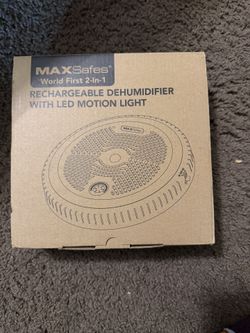 MAXSafes
World First 2-In-1
RECHARGEABLE DEHUMIDIFIER
WITH LED MOTION LIGHT